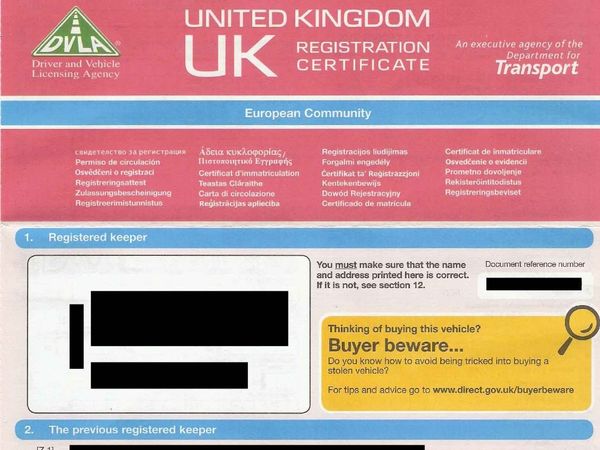 DVLA
Driver and Vehicle
Licensing Agency
UNITED KINGDOM
UK REGISTRATION
CERTIFICATE
An executive agency of the
Department for
Transport
European Community
свидетелство за регистрация
Permiso de circulación
Osvědčení o registraci
Registreringsattest
Zulassungsbescheinigung
Registreerimistunnistus
Άδεια κυκλοφορίας/
Πιστοποιητικό Εγγραφής
Certificat d'immatriculation
Teastas Cláraithe
Carta di circolazione
Reģistrācijas apliecība
Registracijos liudijimas
Forgalmi engedély
Ċertifikat ta' Reġistrazzjoni
Kentekenbewijs
Dowód Rejestracyjny
Certificado de matrícula
Certificat de inmatriculare
Osvedčenie o evidencii
Prometno dovoljenje
Rekisteröintitodistus
Registreringsbeviset
1. Registered keeper
You must make sure that the name
and address printed here is correct.
If it is not, see section 12.
Document reference number
Thinking of buying this vehicle?
Buyer beware...
Do you know how to avoid being tricked into buying a
stolen vehicle?
For tips and advice go to www.direct.gov.uk/buyerbeware
2. The previous registered keeper